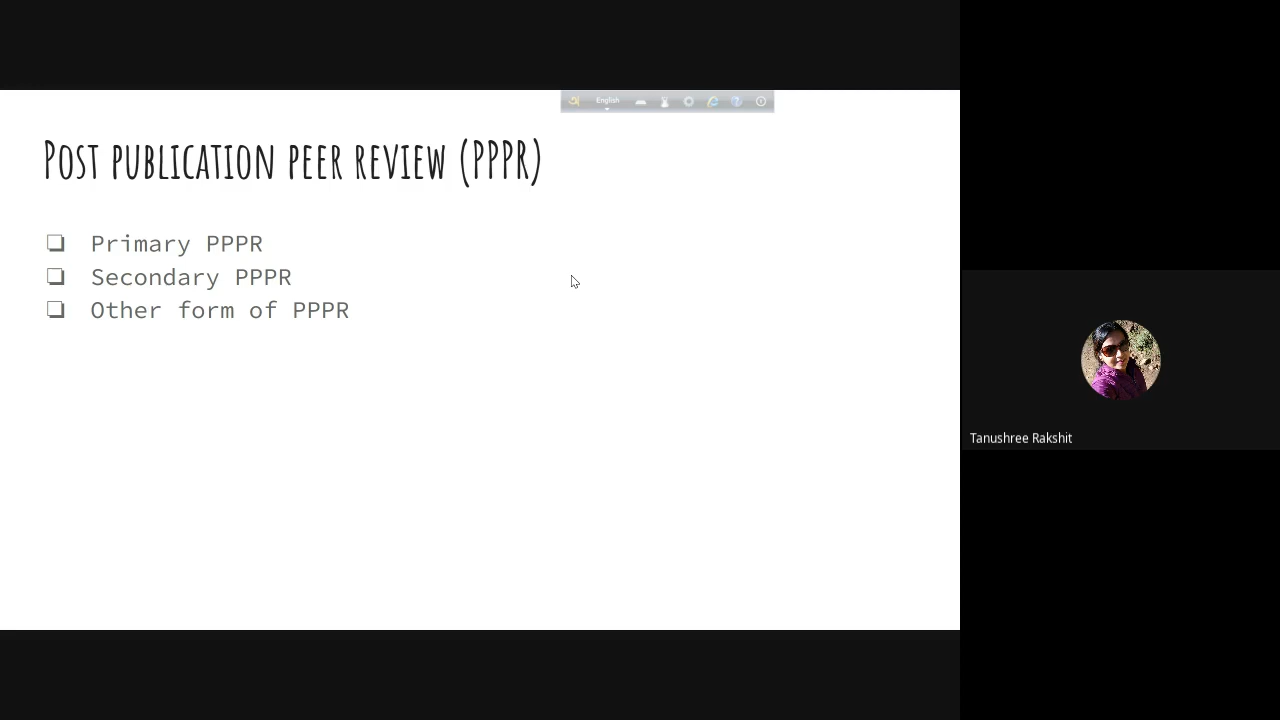 English
Post publication peer review (PPPR)
❏ Primary PPPR
❏ Secondary PPPR
❏ Other form of PPPR
Tanushree Rakshit